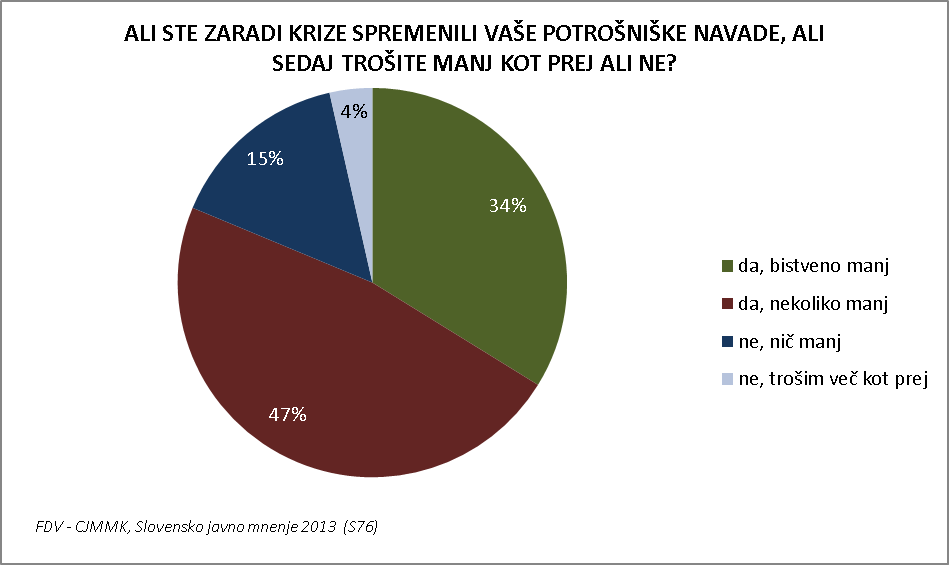 ALI STE ZARADI KRIZE SPREMENILI VAŠE POTROŠNIŠKE NAVADE, ALI
SEDAJ TROŠITE MANJ KOT PREJ ALI NE?
4%
15%
34%
47%
da, bistveno manj
da, nekoliko manj
ne, nič manj
ne, trošim več kot prej
FDV - CJMMK, Slovensko javno mnenje 2013 (S76)